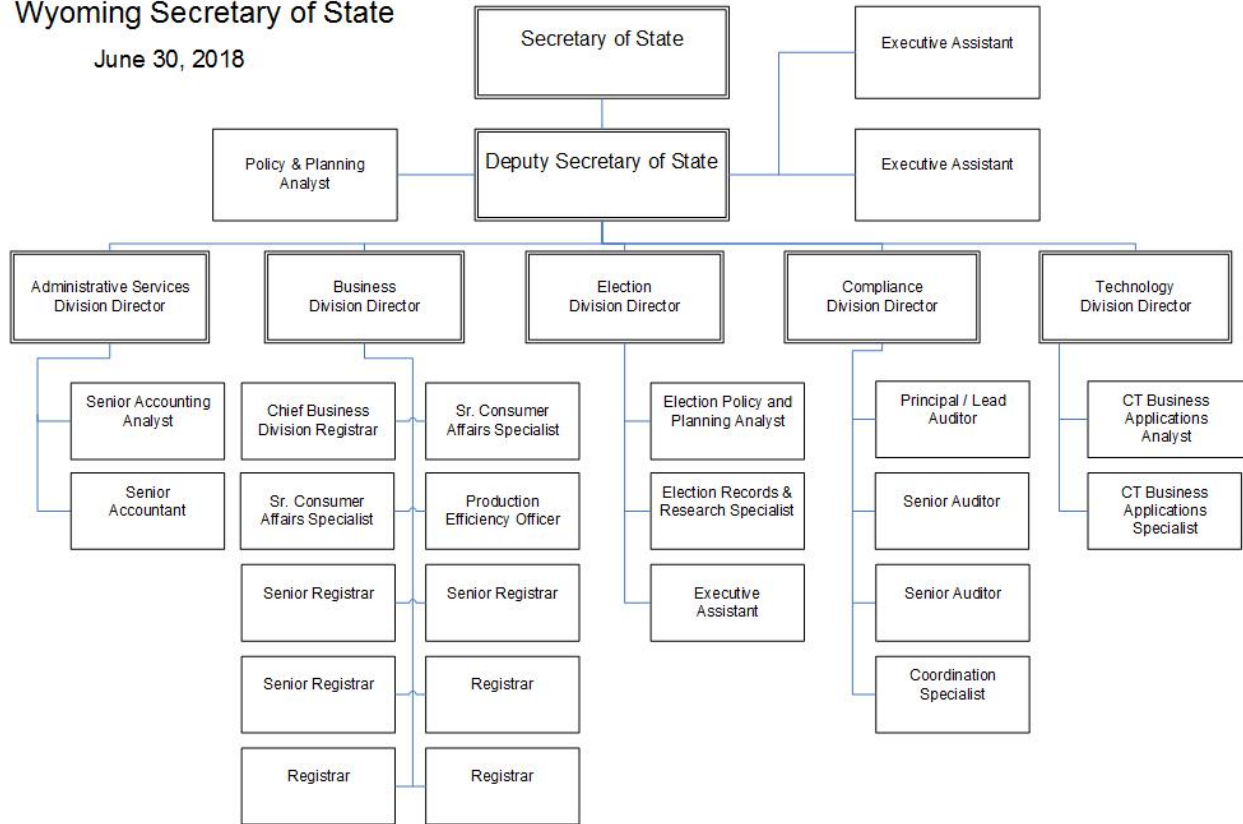 Wyoming Secretary of State
June 30, 2018
Secretary of State
Executive Assistant
Policy & Planning
Analyst
Deputy Secretary of State
Executive Assistant
Administrative Services
Division Director
Business
Division Director
Election
Division Director
Compliance
Division Director
Technology
Division Director
Senior Accounting
Analyst
Senior
Accountant
Chief Business
Division Registrar
Sr. Consumer
Affairs Specialist
Sr. Consumer
Affairs Specialist
Production
Efficiency Officer
Senior Registrar
Senior Registrar
Senior Registrar
Registrar
Registrar
Registrar
Election Policy and
Planning Analyst
Election Records &
Research Specialist
Executive
Assistant
Principal / Lead
Auditor
Senior Auditor
Senior Auditor
Coordination
Specialist
CT Business
Applications
Analyst
CT Business
Applications
Specialist